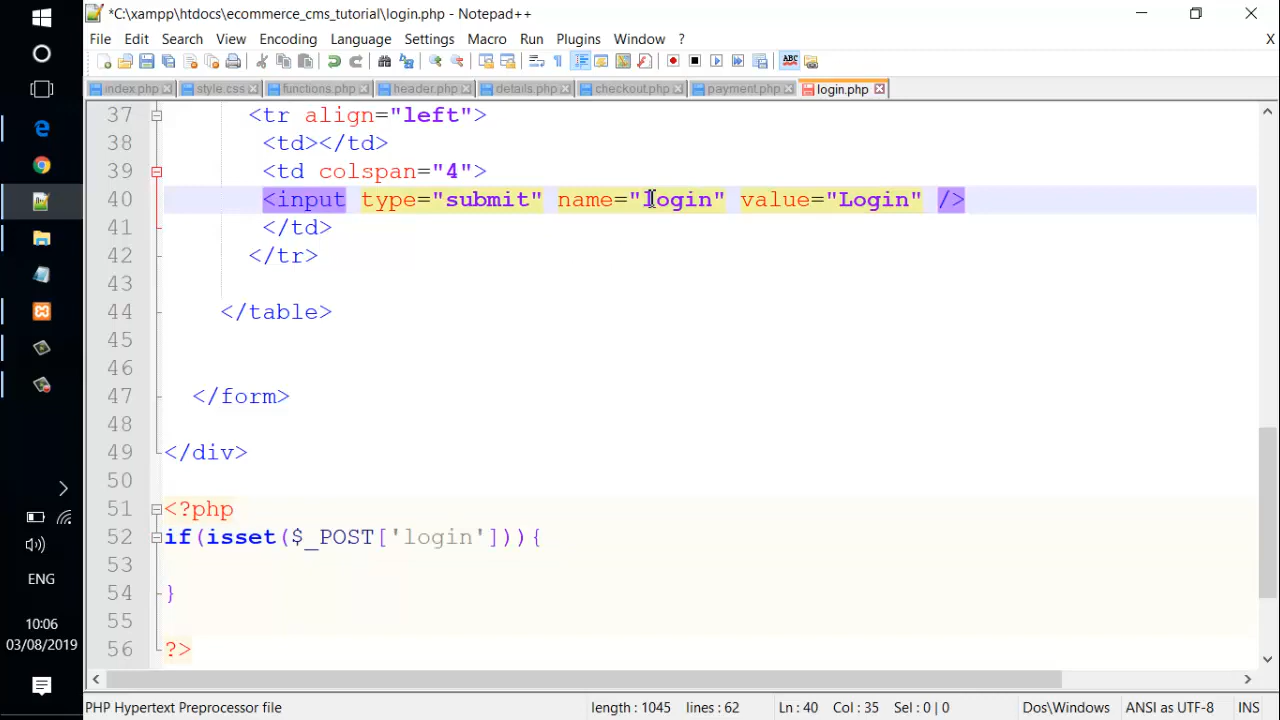 *C:\xampp\htdocs\ecommerce_cms_tutorial\login.php - Notepad++
File Edit Search View Encoding Language Settings Macro Run Plugins Window ? X
index.php style.css functions.php header.php details.php checkout.php payment.php login.php
37 <tr align="left">
38 <td></td>
39 <td colspan="4">
40 <input type="submit" name="login" value="Login" />
41 </td>
42 </tr>
43
44 </table>
45
46
47 </form>
48
49 </div>
50
51 <?php
52 if(isset($_POST['login'])){
53
54 }
55
56 ?>
ENG
10:06
03/08/2019
PHP Hypertext Preprocessor file length : 1045 lines : 62 Ln : 40 Col : 35 Sel : 0 | 0 Dos\Windows ANSI as UTF-8 INS